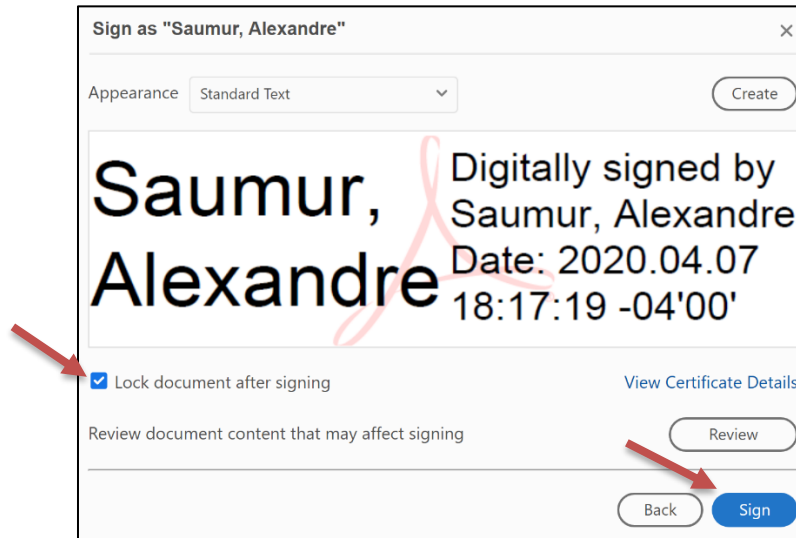 Sign as "Saumur, Alexandre"
Appearance Standard Text Create
Saumur,
Alexandre
Digitally signed by
Saumur, Alexandre
Date: 2020.04.07
18:17:19 -04'00'
Lock document after signing View Certificate Details
Review document content that may affect signing Review
Back Sign